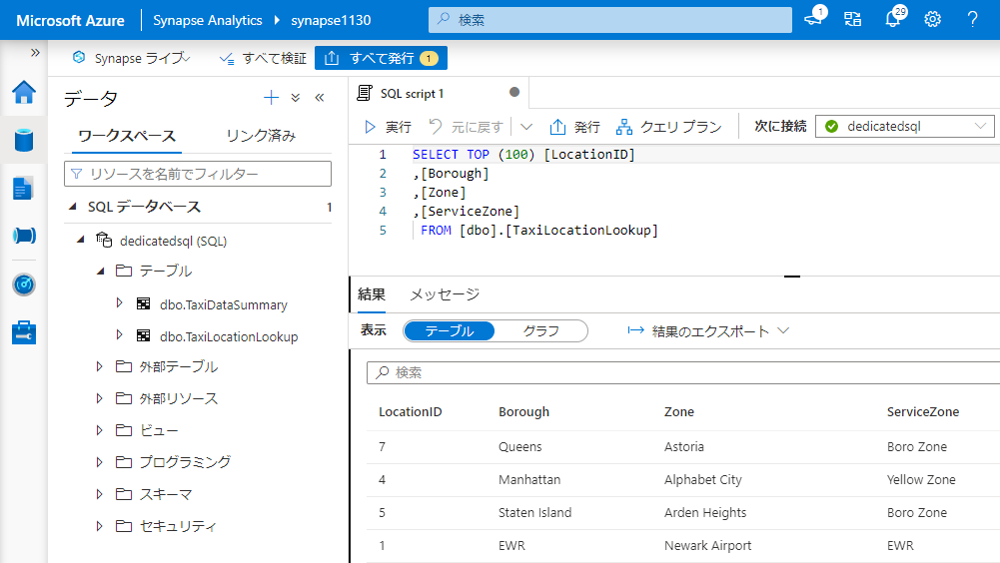 Microsoft Azure Synapse Analytics synapse1130 検索 1 29
Synapse ライブ すべて検証 すべて発行 1
データ
ワークスペース リンク済み
リソースを名前でフィルター
SQL データベース 1
dedicatedsql (SQL)
テーブル
dbo.TaxiDataSummary
dbo.TaxiLocationLookup
外部テーブル
外部リソース
ビュー
プログラミング
スキーマ
セキュリティ
SQL script 1
実行 元に戻す 発行 クエリ プラン 次に接続 dedicatedsql
1 SELECT TOP (100) [LocationID]
2 ,[Borough]
3 ,[Zone]
4 ,[ServiceZone]
5 FROM [dbo].[TaxiLocationLookup]
結果 メッセージ
表示 テーブル グラフ 結果のエクスポート
検索
LocationID Borough Zone ServiceZone
7 Queens Astoria Boro Zone
4 Manhattan Alphabet City Yellow Zone
5 Staten Island Arden Heights Boro Zone
1 EWR Newark Airport EWR